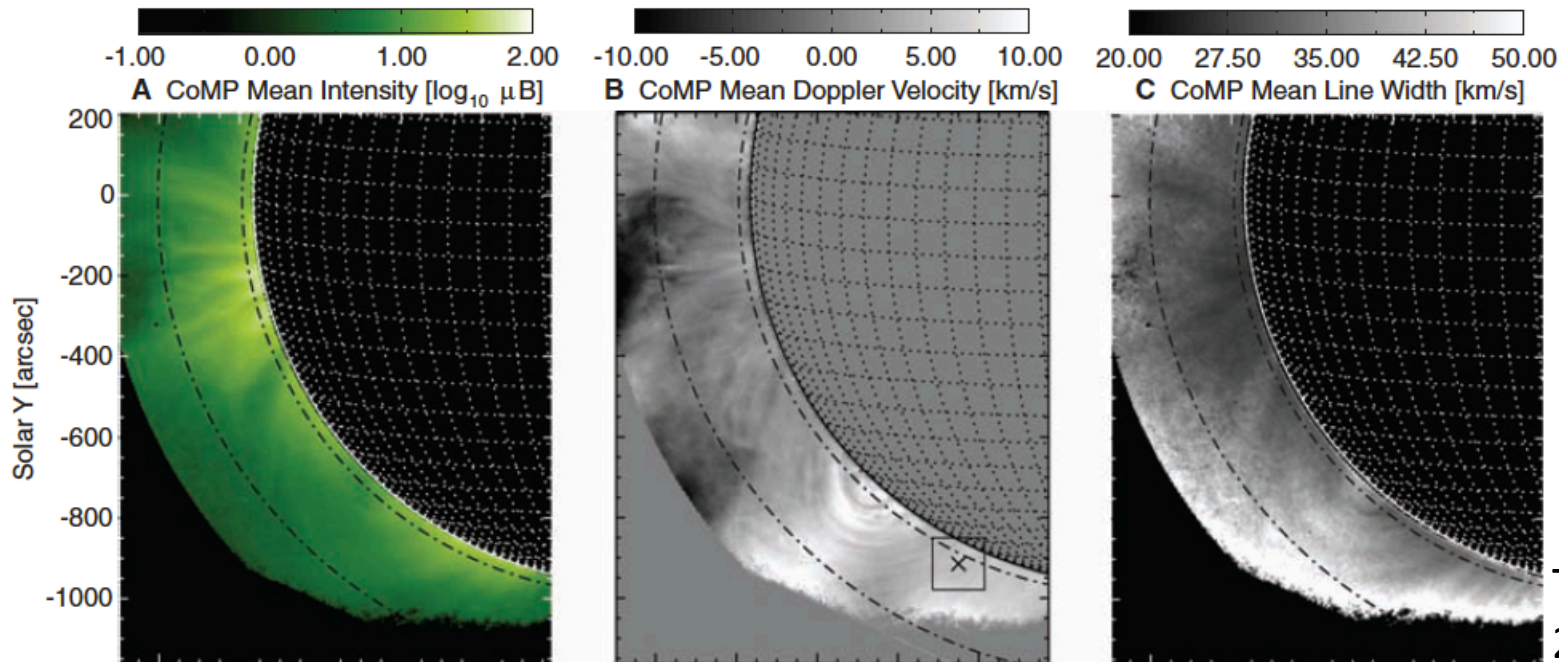 -1.00 0.00 1.00 2.00
A CoMP Mean Intensity [log₁₀ μB]
-10.00 -5.00 0.00 5.00 10.00
B CoMP Mean Doppler Velocity [km/s]
20.00 27.50 35.00 42.50 50.00
C CoMP Mean Line Width [km/s]
Solar Y [arcsec]
200
0
-200
-400
-600
-800
-1000